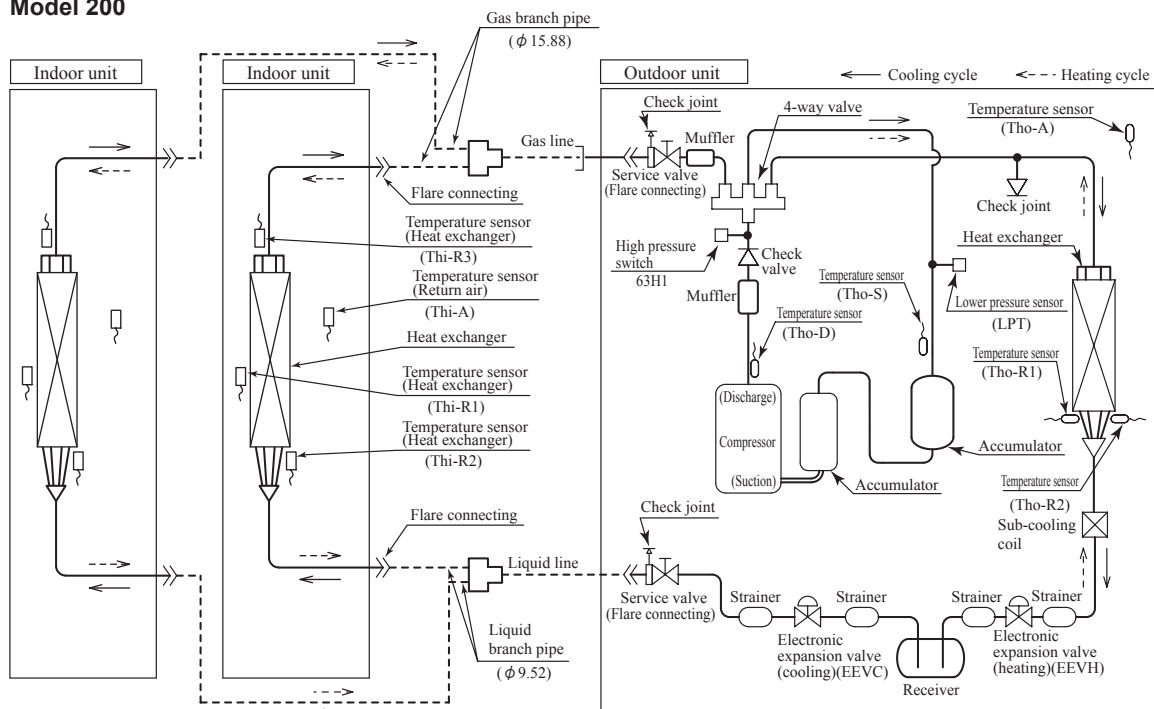 Model 200
Gas branch pipe
(ϕ 15.88)
Indoor unit
Indoor unit
Outdoor unit
Cooling cycle
Heating cycle
Check joint
4-way valve
Temperature sensor
(Tho-A)
Muffler
Gas line
Service valve
(Flare connecting)
Check joint
Flare connecting
Temperature sensor
(Heat exchanger)
(Thi-R3)
High pressure
switch
63H1
Check
valve
Heat exchanger
Temperature sensor
(Return air)
(Thi-A)
Muffler
Temperature sensor
(Tho-S)
Lower pressure sensor
(LPT)
Temperature sensor
(Tho-D)
Heat exchanger
Temperature sensor
(Tho-R1)
Temperature sensor
(Heat exchanger)
(Thi-R1)
(Discharge)
Compressor
(Suction)
Temperature sensor
(Heat exchanger)
(Thi-R2)
Accumulator
Accumulator
Temperature sensor
(Tho-R2)
Sub-cooling
coil
Flare connecting
Check joint
Liquid line
Service valve
(Flare connecting)
Strainer
Strainer
Strainer
Strainer
Liquid
branch pipe
(ϕ 9.52)
Electronic
expansion valve
(cooling)(EEVC)
Receiver
Electronic
expansion valve
(heating)(EEVH)